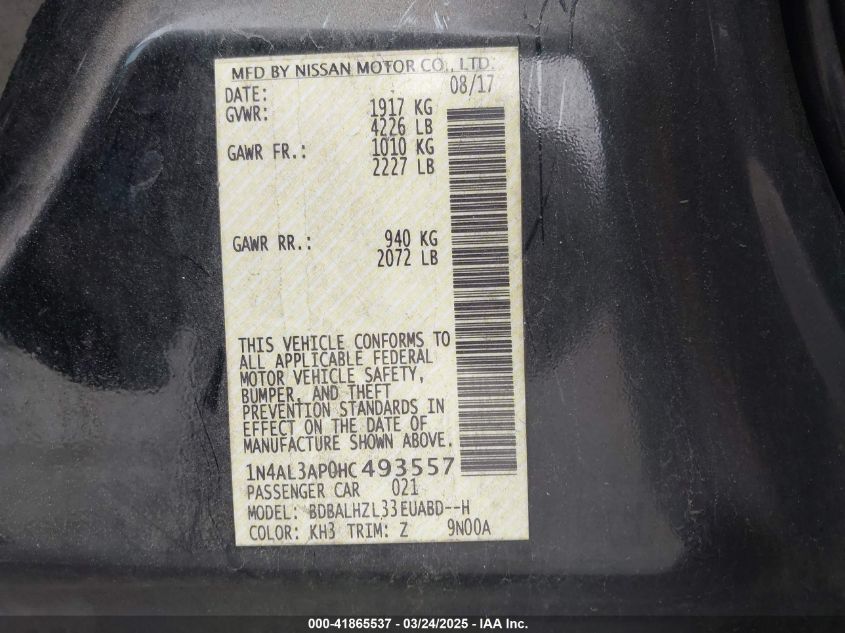 MFD BY NISSAN MOTOR CO., LTD.
DATE: 08/17
GVWR: 1917 KG
4226 LB
GAWR FR.: 1010 KG
2227 LB
GAWR RR.: 940 KG
2072 LB
THIS VEHICLE CONFORMS TO
ALL APPLICABLE FEDERAL
MOTOR VEHICLE SAFETY,
BUMPER, AND THEFT
PREVENTION STANDARDS IN
EFFECT ON THE DATE OF
MANUFACTURE SHOWN ABOVE.
1N4AL3AP0HC493557
PASSENGER CAR 021
MODEL: BDBALHZL33EUABD--H
COLOR: KH3 TRIM: Z 9N00A
000-41865537 - 03/24/2025 - IAA Inc.